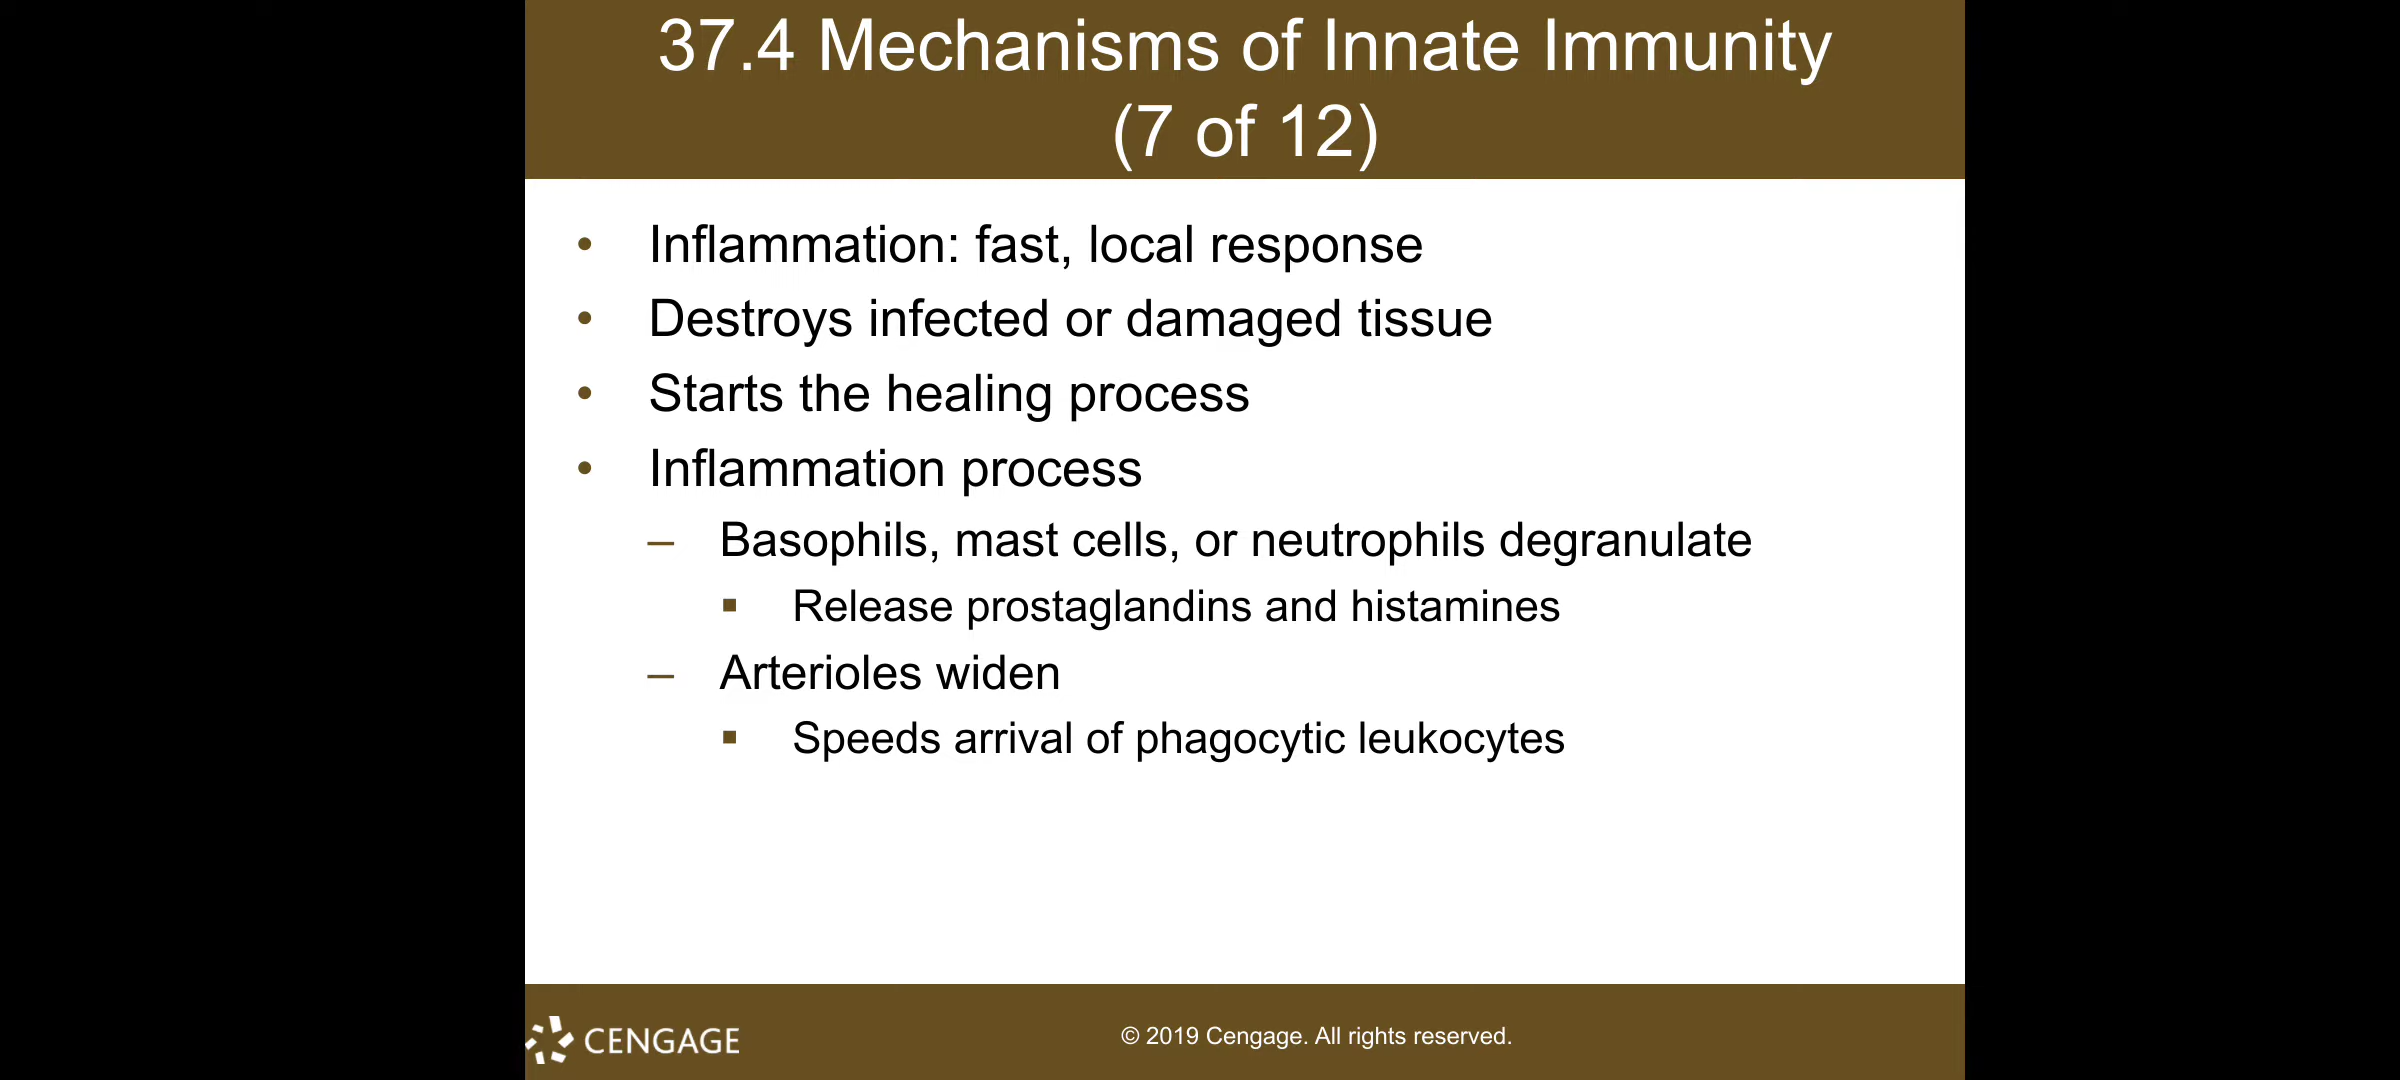 37.4 Mechanisms of Innate Immunity
(7 of 12)
• Inflammation: fast, local response
• Destroys infected or damaged tissue
• Starts the healing process
• Inflammation process
– Basophils, mast cells, or neutrophils degranulate
▪ Release prostaglandins and histamines
– Arterioles widen
▪ Speeds arrival of phagocytic leukocytes
CENGAGE
© 2019 Cengage. All rights reserved.